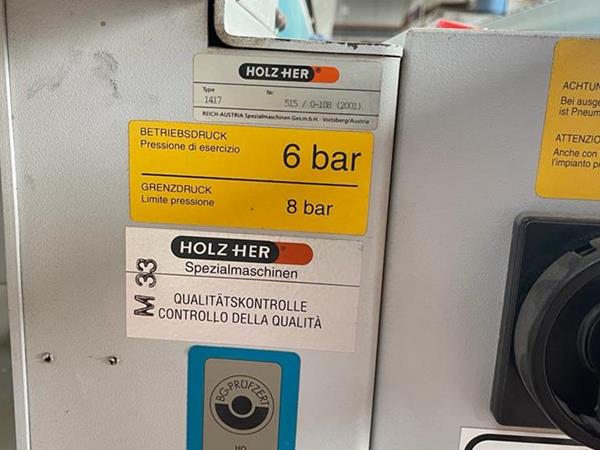 HOLZ-HER®
Type
Nr.
1417
515 / 0-108 (2001)
REICH-AUSTRIA Spezialmaschinen Ges.m.b.H. - Voitsberg/Austria
BETRIEBSDRUCK
Pressione di esercizio
6 bar
GRENZDRUCK
Limite pressione
8 bar
HOLZ-HER
Spezialmaschinen
M 33
QUALITÄTSKONTROLLE
CONTROLLO DELLA QUALITÀ
BG-PRÜFZERT
HO
ACHTUN
Bei ausge
ist Pneum
ATTENZIO
Anche con
l'impianto p